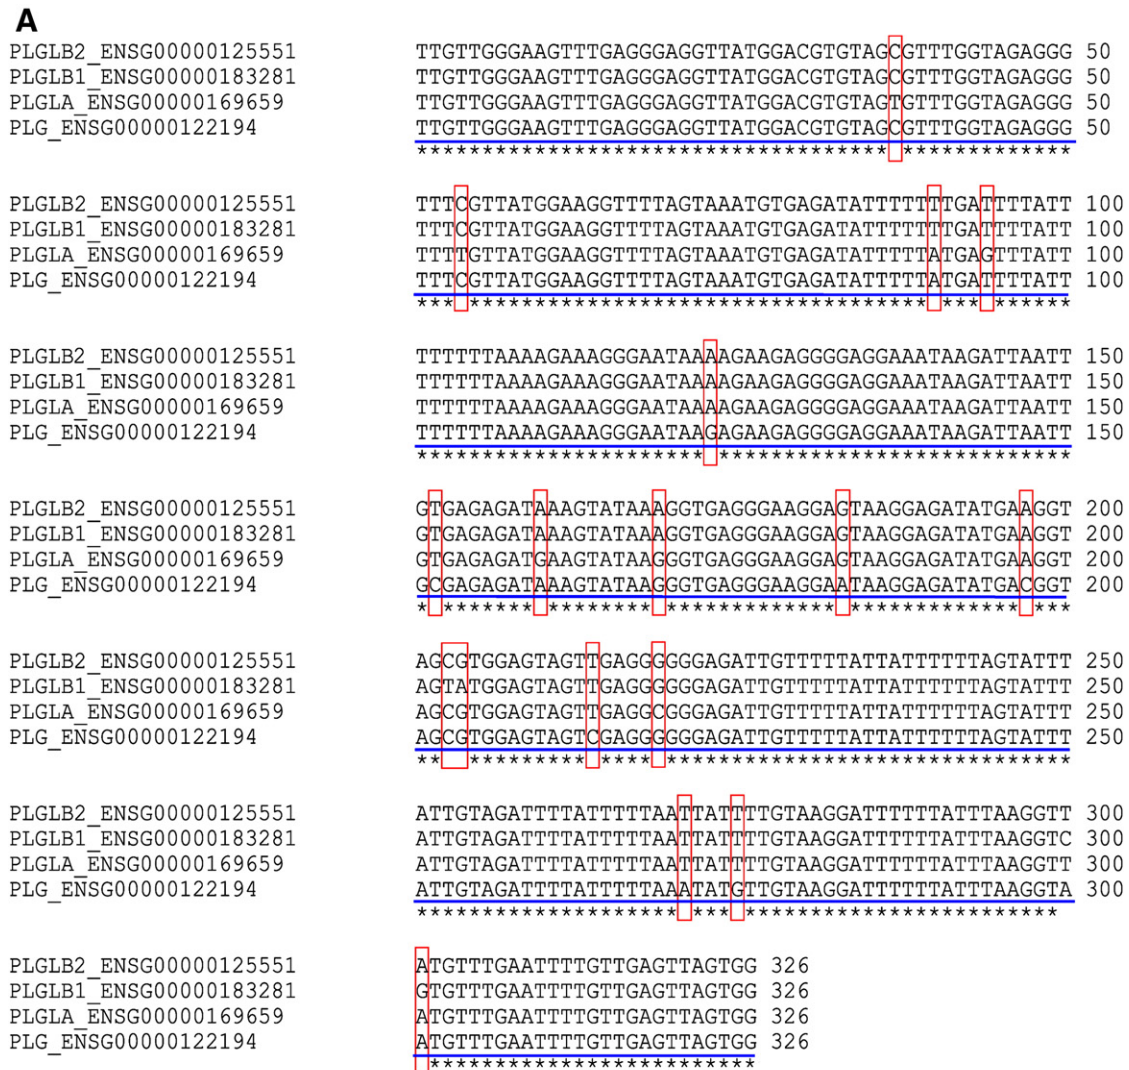 A
PLGLB2_ENSG00000125551 TTGTTGGGAAGTTTGAGGGAGGTTATGGACGTGTAGCGTTTGGTAGAGGG 50
PLGLB1_ENSG00000183281 TTGTTGGGAAGTTTGAGGGAGGTTATGGACGTGTAGCGTTTGGTAGAGGG 50
PLGLA_ENSG00000169659 TTGTTGGGAAGTTTGAGGGAGGTTATGGACGTGTAGTGTTTGGTAGAGGG 50
PLG_ENSG00000122194 TTGTTGGGAAGTTTGAGGGAGGTTATGGACGTGTAGCGTTTGGTAGAGGG 50
************************************ *************
PLGLB2_ENSG00000125551 TTTCGTTATGGAAGGTTTTAGTAAATGTGAGATATTTTTTTGATTTTATT 100
PLGLB1_ENSG00000183281 TTTCGTTATGGAAGGTTTTAGTAAATGTGAGATATTTTTTTGATTTTATT 100
PLGLA_ENSG00000169659 TTTTGTTATGGAAGGTTTTAGTAAATGTGAGATATTTTTATGAGTTTATT 100
PLG_ENSG00000122194 TTTCGTTATGGAAGGTTTTAGTAAATGTGAGATATTTTTATGATTTTATT 100
*** *********************************** *** ******
PLGLB2_ENSG00000125551 TTTTTTAAAAGAAAGGGAATAAAAGAAGAGGGGAGGAAATAAGATTAATT 150
PLGLB1_ENSG00000183281 TTTTTTAAAAGAAAGGGAATAAAAGAAGAGGGGAGGAAATAAGATTAATT 150
PLGLA_ENSG00000169659 TTTTTTAAAAGAAAGGGAATAAAAGAAGAGGGGAGGAAATAAGATTAATT 150
PLG_ENSG00000122194 TTTTTTAAAAGAAAGGGAATAAGAGAAGAGGGGAGGAAATAAGATTAATT 150
********************** ***************************
PLGLB2_ENSG00000125551 GTGAGAGATAAAGTATAAAGGTGAGGGAAGGAGTAAGGAGATATGAAGGT 200
PLGLB1_ENSG00000183281 GTGAGAGATAAAGTATAAAGGTGAGGGAAGGAGTAAGGAGATATGAAGGT 200
PLGLA_ENSG00000169659 GTGAGAGATGAAGTATAAGGGTGAGGGAAGGAGTAAGGAGATATGAAGGT 200
PLG_ENSG00000122194 GCGAGAGATAAAGTATAAGGGTGAGGGAAGGAATAAGGAGATATGACGGT 200
* ******* ******** ************* ************* ***
PLGLB2_ENSG00000125551 AGCGTGGAGTAGTTGAGGGGGGAGATTGTTTTTATTATTTTTTAGTATTT 250
PLGLB1_ENSG00000183281 AGTATGGAGTAGTTGAGGGGGGAGATTGTTTTTATTATTTTTTAGTATTT 250
PLGLA_ENSG00000169659 AGCGTGGAGTAGTTGAGGCGGGAGATTGTTTTTATTATTTTTTAGTATTT 250
PLG_ENSG00000122194 AGCGTGGAGTAGTCGAGGGGGGAGATTGTTTTTATTATTTTTTAGTATTT 250
**  ********* **** *******************************
PLGLB2_ENSG00000125551 ATTGTAGATTTTATTTTTAATTATTTTGTAAGGATTTTTTATTTAAGGTT 300
PLGLB1_ENSG00000183281 ATTGTAGATTTTATTTTTAATTATTTTGTAAGGATTTTTTATTTAAGGTC 300
PLGLA_ENSG00000169659 ATTGTAGATTTTATTTTTAATTATTTTGTAAGGATTTTTTATTTAAGGTT 300
PLG_ENSG00000122194 ATTGTAGATTTTATTTTTAAATATGTTGTAAGGATTTTTTATTTAAGGTA 300
******************** *** ************************
PLGLB2_ENSG00000125551 ATGTTTGAATTTTGTTGAGTTAGTGG 326
PLGLB1_ENSG00000183281 GTGTTTGAATTTTGTTGAGTTAGTGG 326
PLGLA_ENSG00000169659 ATGTTTGAATTTTGTTGAGTTAGTGG 326
PLG_ENSG00000122194 ATGTTTGAATTTTGTTGAGTTAGTGG 326
*************************